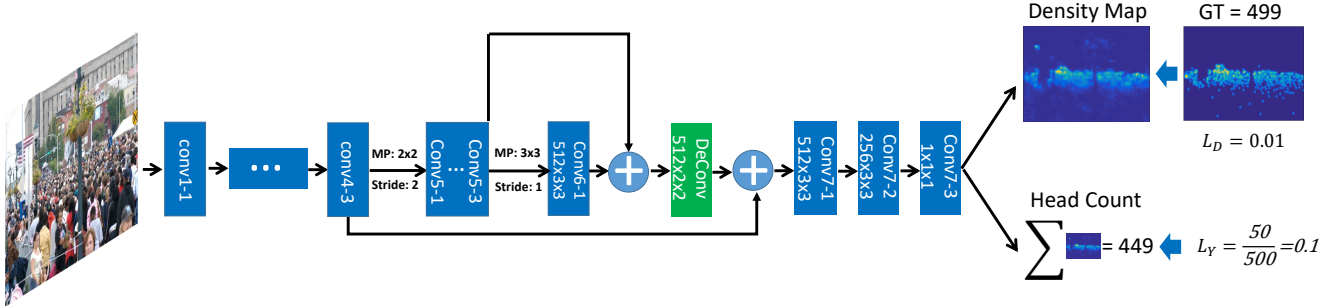 conv1-1
...
conv4-3
MP: 2x2
Stride: 2
Conv5-1
...
Conv5-3
MP: 3x3
Stride: 1
Conv6-1
512x3x3
+
DeConv
512x2x2
+
Conv7-1
512x3x3
Conv7-2
256x3x3
Conv7-3
1x1x1
Density Map
GT = 499
L_D = 0.01
Head Count
∑ = 449
L_Y = 50/500 =0.1